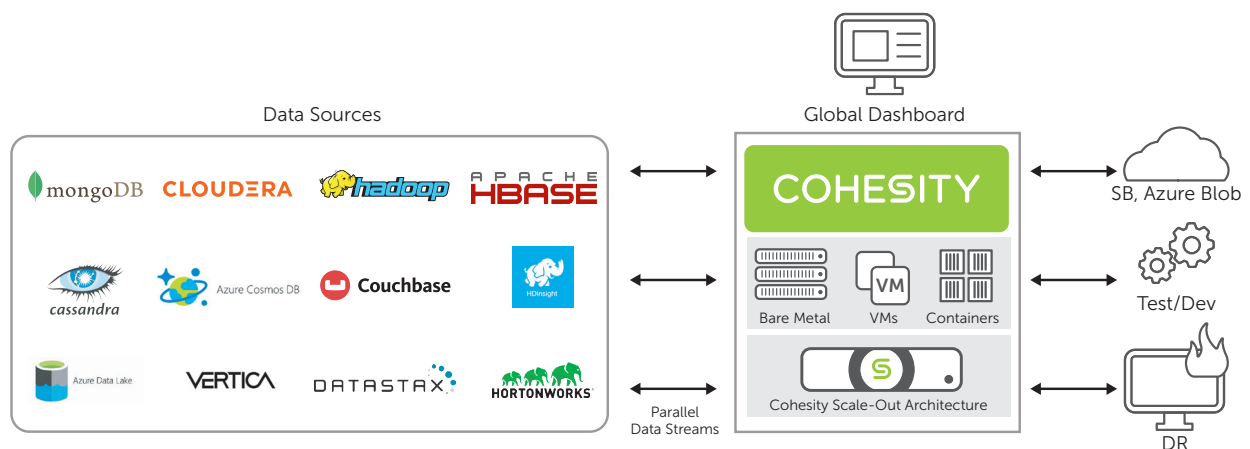 Data Sources
Global Dashboard
mongoDB
CLOUDERA
hadoop
APACHE
HBASE
COHESITY
SB, Azure Blob
cassandra
Azure Cosmos DB
Couchbase
HDInsight
VM
Bare Metal
VMs
Containers
Test/Dev
Azure Data Lake
VERTICA
DATASTAX
HORTONWORKS
Parallel
Data Streams
S
Cohesity Scale-Out Architecture
DR